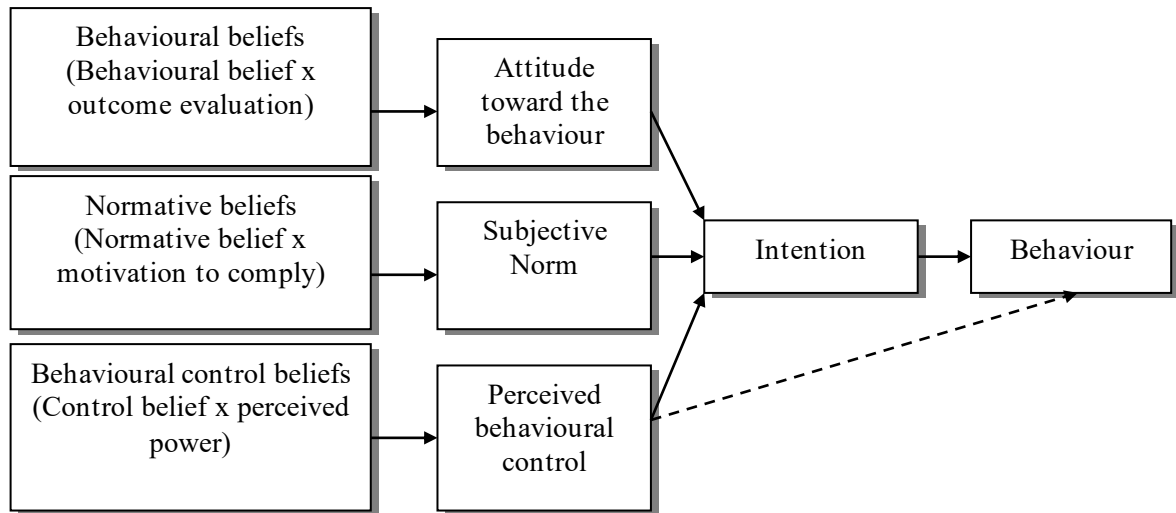 Behavioural beliefs
(Behavioural belief x
outcome evaluation)
Attitude
toward the
behaviour
Normative beliefs
(Normative belief x
motivation to comply)
Subjective
Norm
Intention
Behaviour
Behavioural control beliefs
(Control belief x perceived
power)
Perceived
behavioural
control